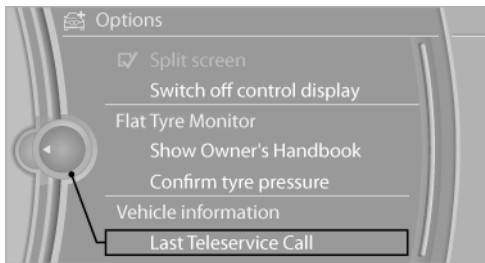 Options
Split screen
Switch off control display
Flat Tyre Monitor
Show Owner's Handbook
Confirm tyre pressure
Vehicle information
Last Teleservice Call